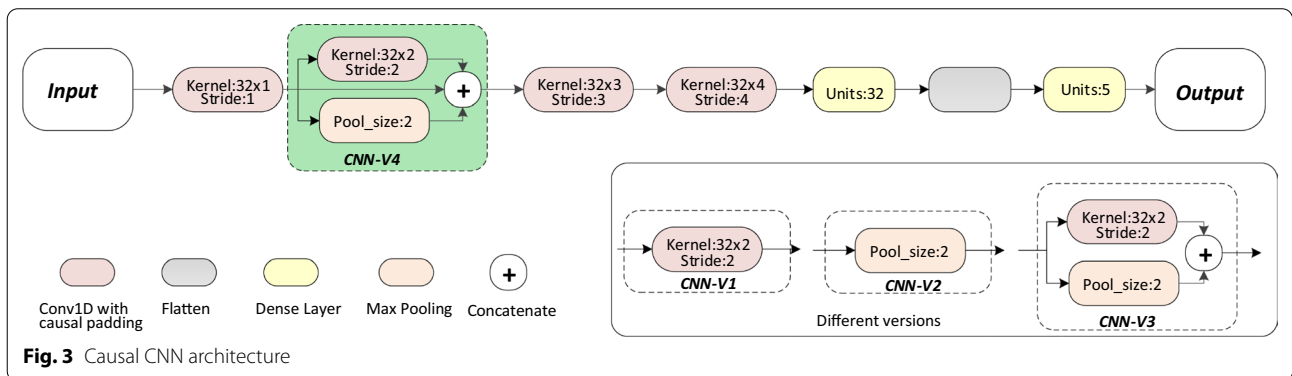 Input
Kernel:32x1
Stride:1
Kernel:32x2
Stride:2
+
Pool_size:2
CNN-V4
Kernel:32x3
Stride:3
Kernel:32x4
Stride:4
Units:32
Units:5
Output
Kernel:32x2
Stride:2
CNN-V1
Pool_size:2
CNN-V2
Kernel:32x2
Stride:2
+
Pool_size:2
CNN-V3
Different versions
Conv1D with
causal padding
Flatten
Dense Layer
Max Pooling
+
Concatenate
Fig. 3 Causal CNN architecture